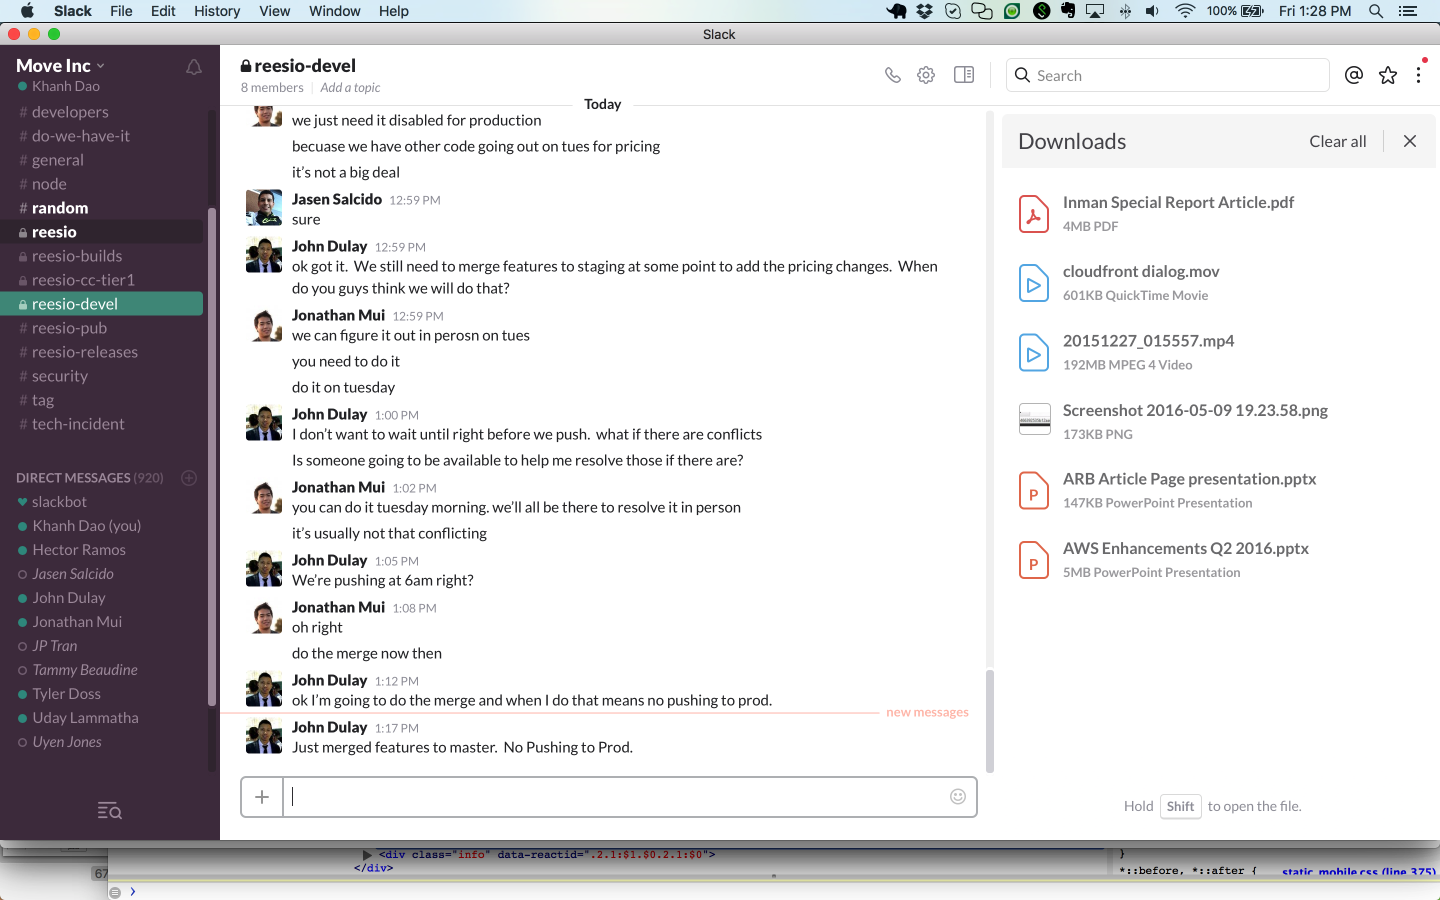 Slack File Edit History View Window Help
100% Fri 1:28 PM
Slack
Move Inc
Khanh Dao
# developers
# do-we-have-it
# general
# node
# random
reesio
reesio-builds
reesio-cc-tier1
reesio-devel
reesio-pub
# reesio-releases
# security
# tag
# tech-incident
DIRECT MESSAGES (920)
slackbot
Khanh Dao (you)
Hector Ramos
Jasen Salcido
John Dulay
Jonathan Mui
JP Tran
Tammy Beaudine
Tyler Doss
Uday Lammatha
Uyen Jones
reesio-devel
8 members Add a topic
Search
Today
we just need it disabled for production
becuase we have other code going out on tues for pricing
it's not a big deal
Jasen Salcido 12:59 PM
sure
John Dulay 12:59 PM
ok got it. We still need to merge features to staging at some point to add the pricing changes. When
do you guys think we will do that?
Jonathan Mui 12:59 PM
we can figure it out in perosn on tues
you need to do it
do it on tuesday
John Dulay 1:00 PM
I don't want to wait until right before we push. what if there are conflicts
Is someone going to be available to help me resolve those if there are?
Jonathan Mui 1:02 PM
you can do it tuesday morning. we'll all be there to resolve it in person
it's usually not that conflicting
John Dulay 1:05 PM
We're pushing at 6am right?
Jonathan Mui 1:08 PM
oh right
do the merge now then
John Dulay 1:12 PM
ok I'm going to do the merge and when I do that means no pushing to prod.
new messages
John Dulay 1:17 PM
Just merged features to master. No Pushing to Prod.
Downloads Clear all
Inman Special Report Article.pdf
4MB PDF
cloudfront dialog.mov
601KB QuickTime Movie
20151227_015557.mp4
192MB MPEG 4 Video
Screenshot 2016-05-09 19.23.58.png
173KB PNG
P
ARB Article Page presentation.pptx
147KB PowerPoint Presentation
P
AWS Enhancements Q2 2016.pptx
5MB PowerPoint Presentation
Hold Shift to open the file.
<div class="info" data-reactid=".2.1:$1.$0.2.1:$0">
</div>
67
}
*::before, *::after {
static_mobile.css (line 375)